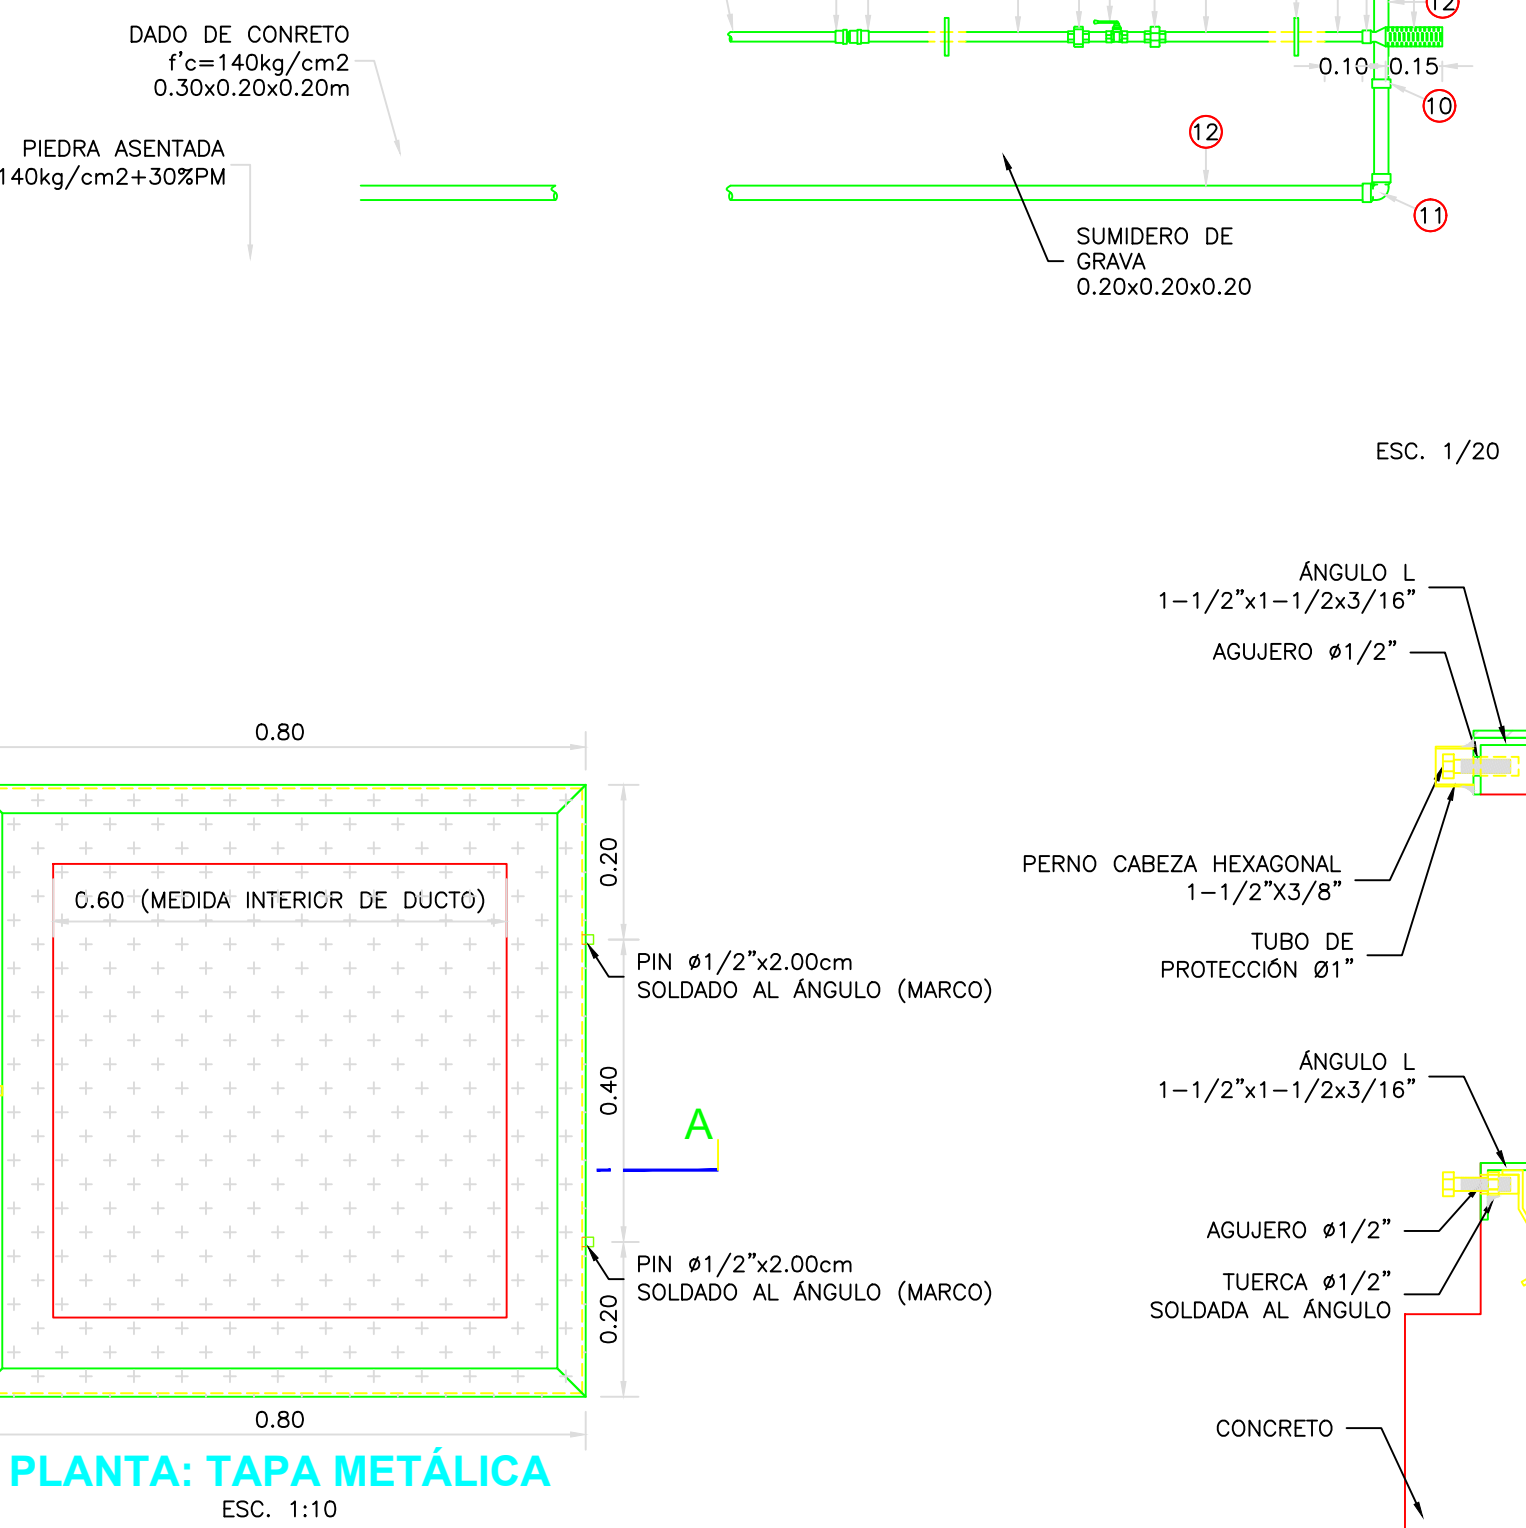 DADO DE CONRETO
f'c=140kg/cm2
0.30x0.20x0.20m
PIEDRA ASENTADA
140kg/cm2+30%PM
12
0.10
0.15
10
12
11
SUMIDERO DE
GRAVA
0.20x0.20x0.20
ESC. 1/20
ÁNGULO L
1-1/2"x1-1/2x3/16"
AGUJERO ø1/2"
PERNO CABEZA HEXAGONAL
1-1/2"X3/8"
TUBO DE
PROTECCIÓN Ø1"
0.80
0.20
0.60 (MEDIDA INTERIOR DE DUCTO)
PIN ø1/2"x2.00cm
SOLDADO AL ÁNGULO (MARCO)
0.40
A
PIN ø1/2"x2.00cm
SOLDADO AL ÁNGULO (MARCO)
0.20
0.80
PLANTA: TAPA METÁLICA
ESC. 1:10
ÁNGULO L
1-1/2"x1-1/2x3/16"
AGUJERO ø1/2"
TUERCA ø1/2"
SOLDADA AL ÁNGULO
CONCRETO